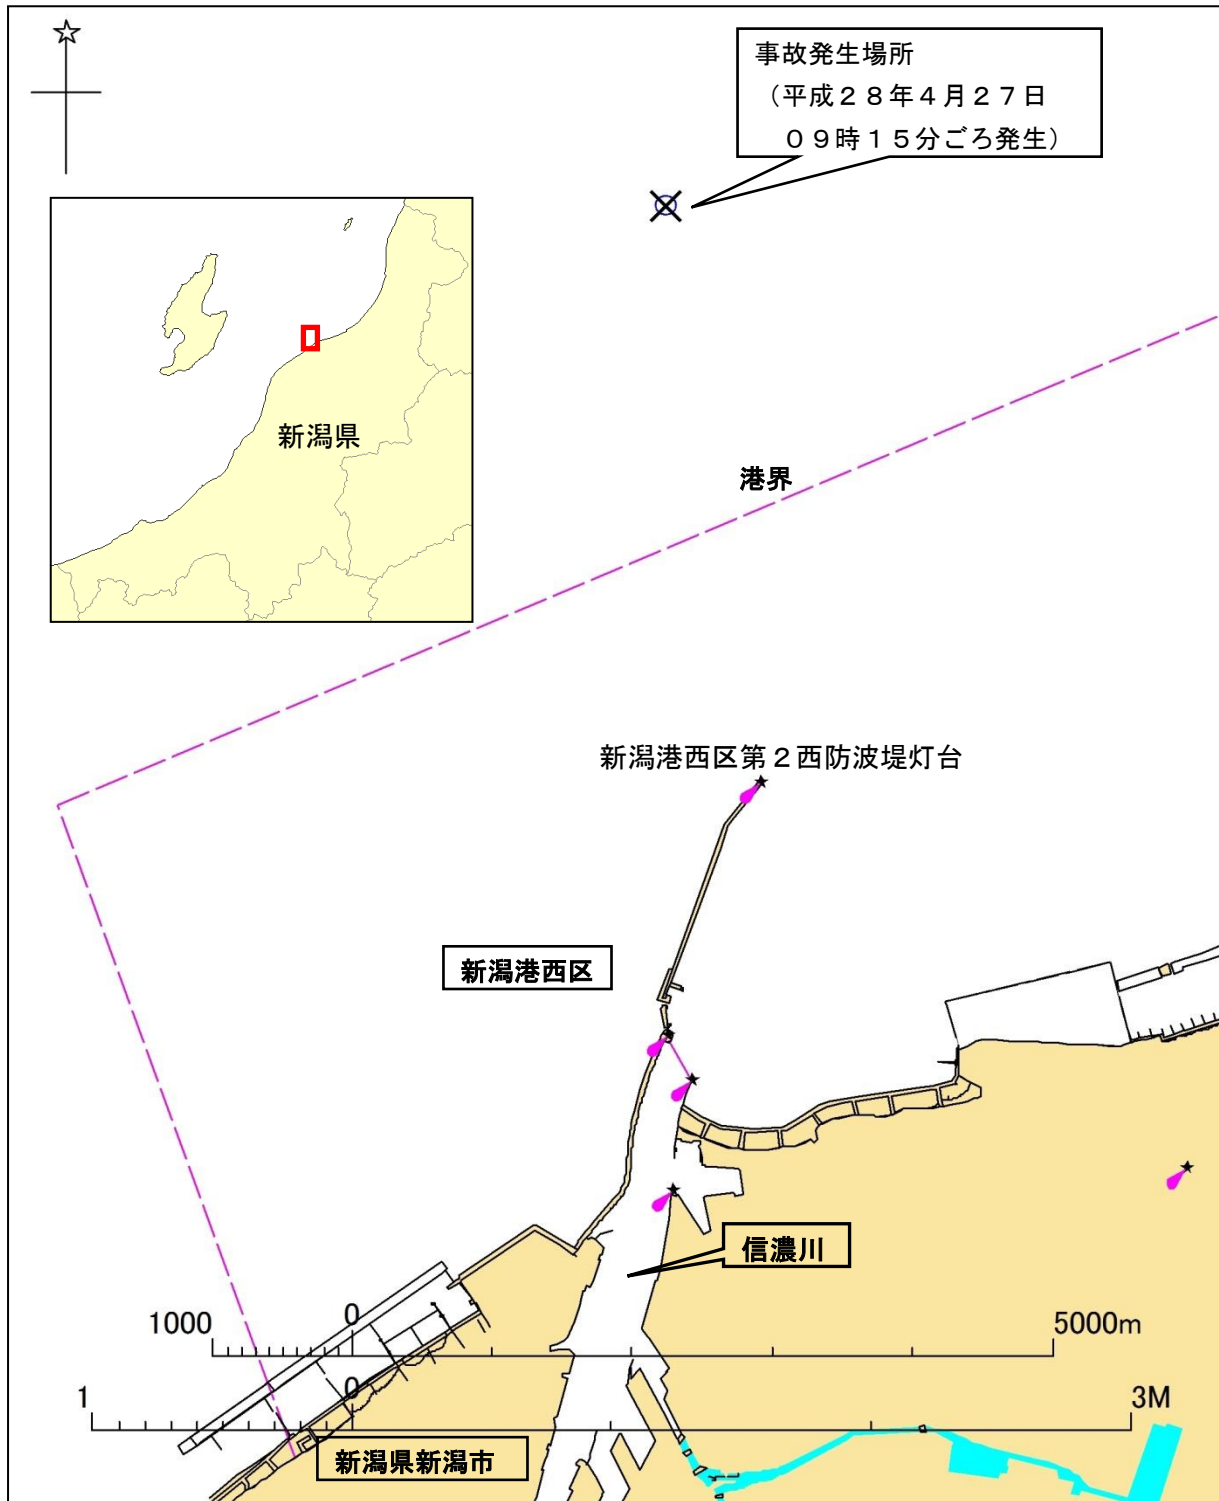 事故発生場所
（平成２８年４月２７日
０９時１５分ごろ発生）
新潟県
港界
新潟港西区第２西防波堤灯台
新潟港西区
信濃川
1000 0 5000m
1 0 3M
新潟県新潟市